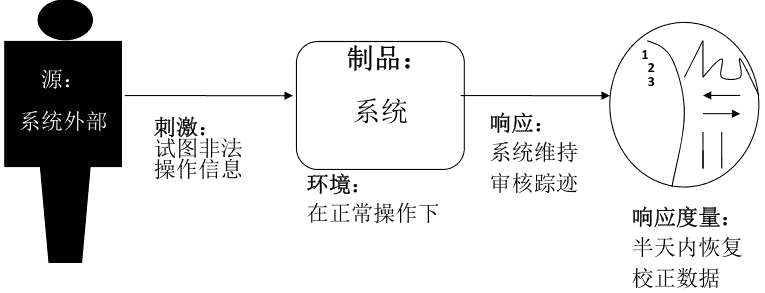 源：
系统外部
刺激：
试图非法
操作信息
制品：
系统
环境：
在正常操作下
响应：
系统维持
审核踪迹
1
2
3
响应度量：
半天内恢复
校正数据